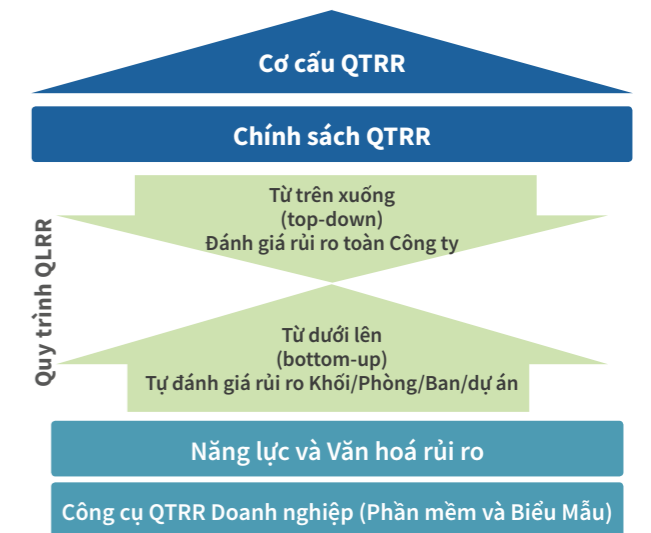 Cơ cấu QTRR
Chính sách QTRR
Từ trên xuống
(top-down)
Đánh giá rủi ro toàn Công ty
Quy trình QLRR
Từ dưới lên
(bottom-up)
Tự đánh giá rủi ro Khối/Phòng/Ban/dự án
Năng lực và Văn hoá rủi ro
Công cụ QTRR Doanh nghiệp (Phần mềm và Biểu Mẫu)